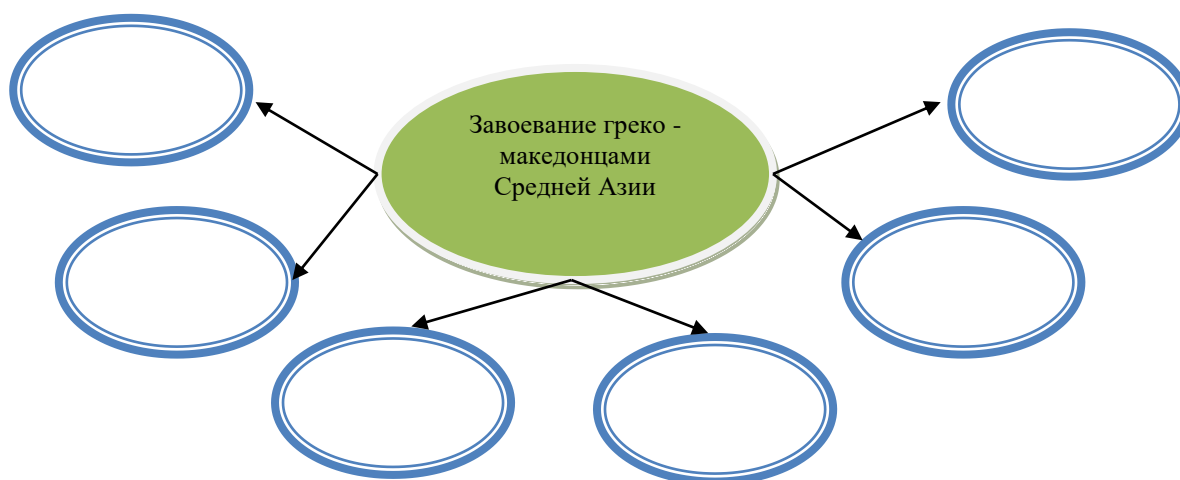 Завоевание греко -
македонцами
Средней Азии